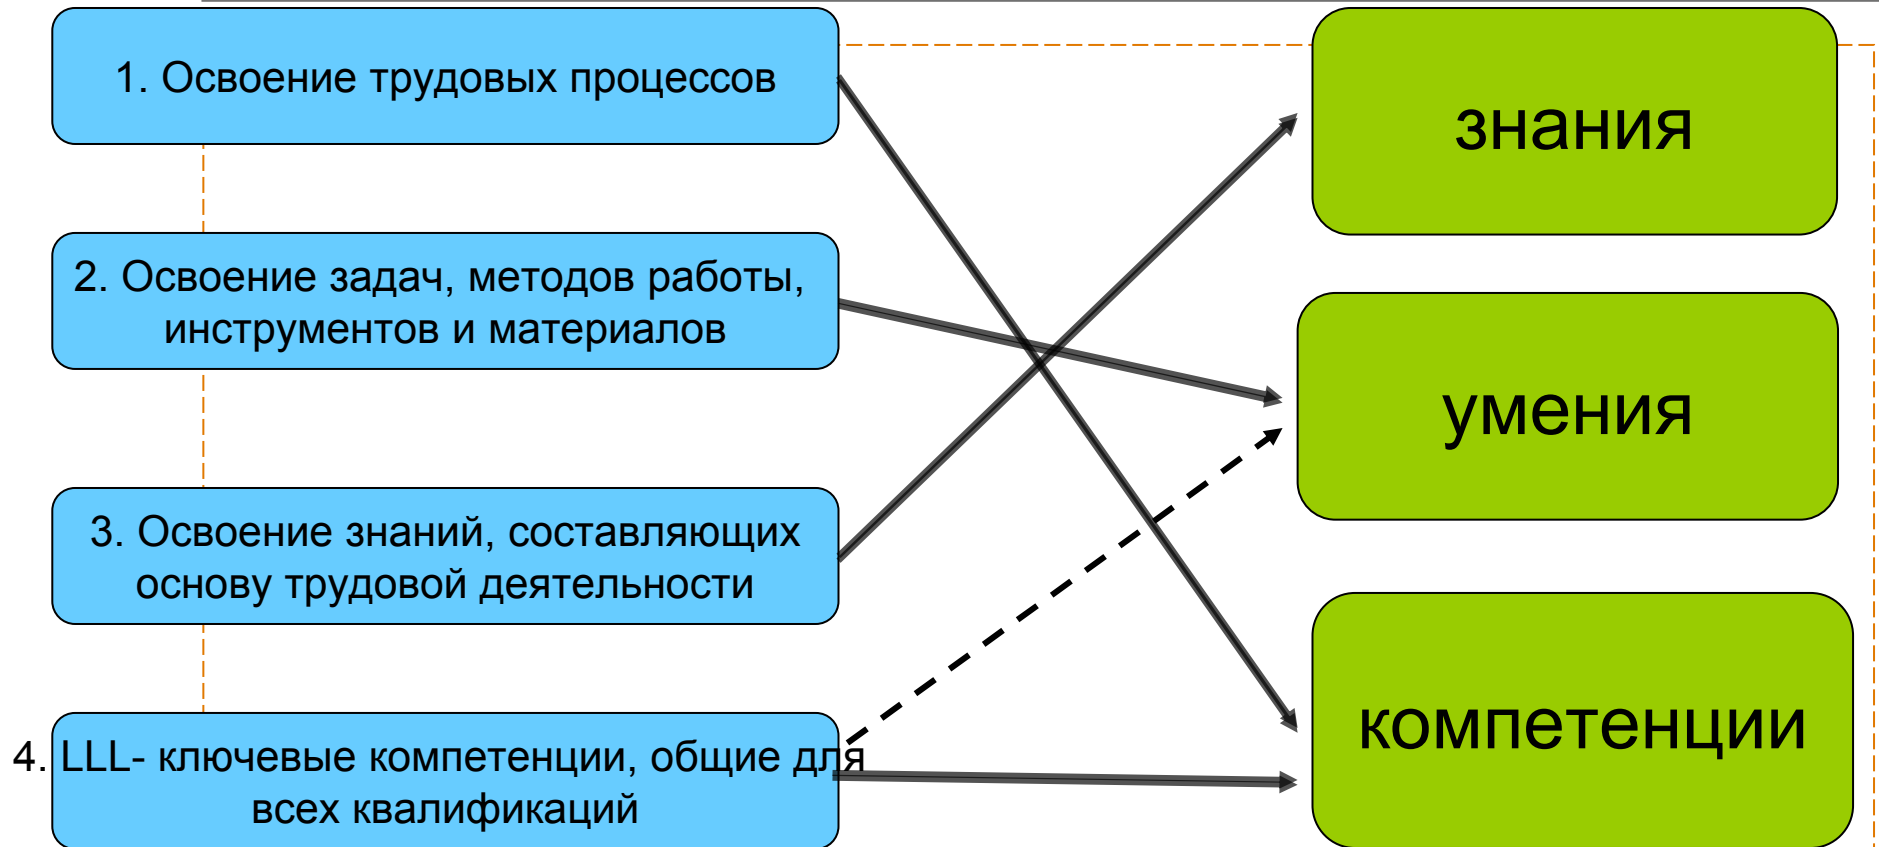 1. Освоение трудовых процессов
2. Освоение задач, методов работы,
инструментов и материалов
3. Освоение знаний, составляющих
основу трудовой деятельности
4. LLL- ключевые компетенции, общие для
всех квалификаций
знания
умения
компетенции